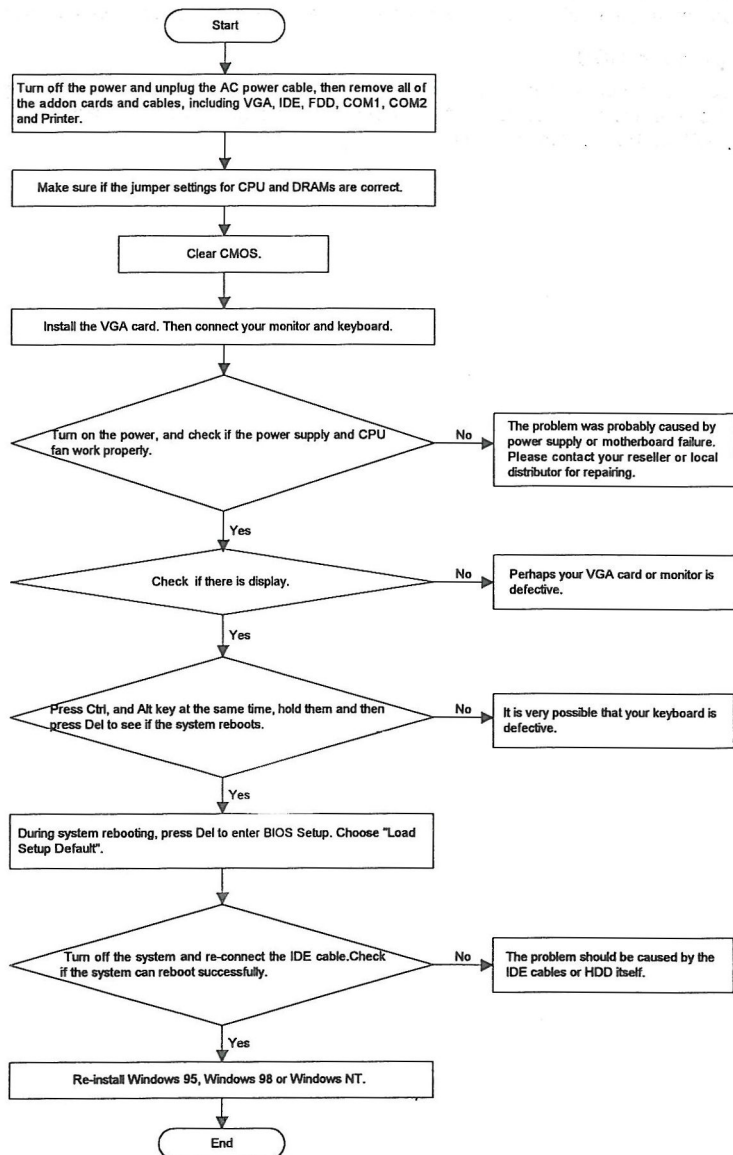 Start
Turn off the power and unplug the AC power cable, then remove all of
the addon cards and cables, including VGA, IDE, FDD, COM1, COM2
and Printer.
Make sure if the jumper settings for CPU and DRAMs are correct.
Clear CMOS.
Install the VGA card. Then connect your monitor and keyboard.
Turn on the power, and check if the power supply and CPU
fan work properly.
No
The problem was probably caused by
power supply or motherboard failure.
Please contact your reseller or local
distributor for repairing.
Yes
Check if there is display.
No
Perhaps your VGA card or monitor is
defective.
Yes
Press Ctrl, and Alt key at the same time, hold them and then
press Del to see if the system reboots.
No
It is very possible that your keyboard is
defective.
Yes
During system rebooting, press Del to enter BIOS Setup. Choose "Load
Setup Default".
Turn off the system and re-connect the IDE cable.Check
if the system can reboot successfully.
No
The problem should be caused by the
IDE cables or HDD itself.
Yes
Re-install Windows 95, Windows 98 or Windows NT.
End